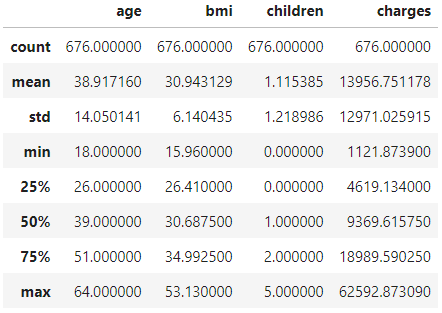 age bmi children charges
count 676.000000 676.000000 676.000000 676.000000
mean 38.917160 30.943129 1.115385 13956.751178
std 14.050141 6.140435 1.218986 12971.025915
min 18.000000 15.960000 0.000000 1121.873900
25% 26.000000 26.410000 0.000000 4619.134000
50% 39.000000 30.687500 1.000000 9369.615750
75% 51.000000 34.992500 2.000000 18989.590250
max 64.000000 53.130000 5.000000 62592.873090